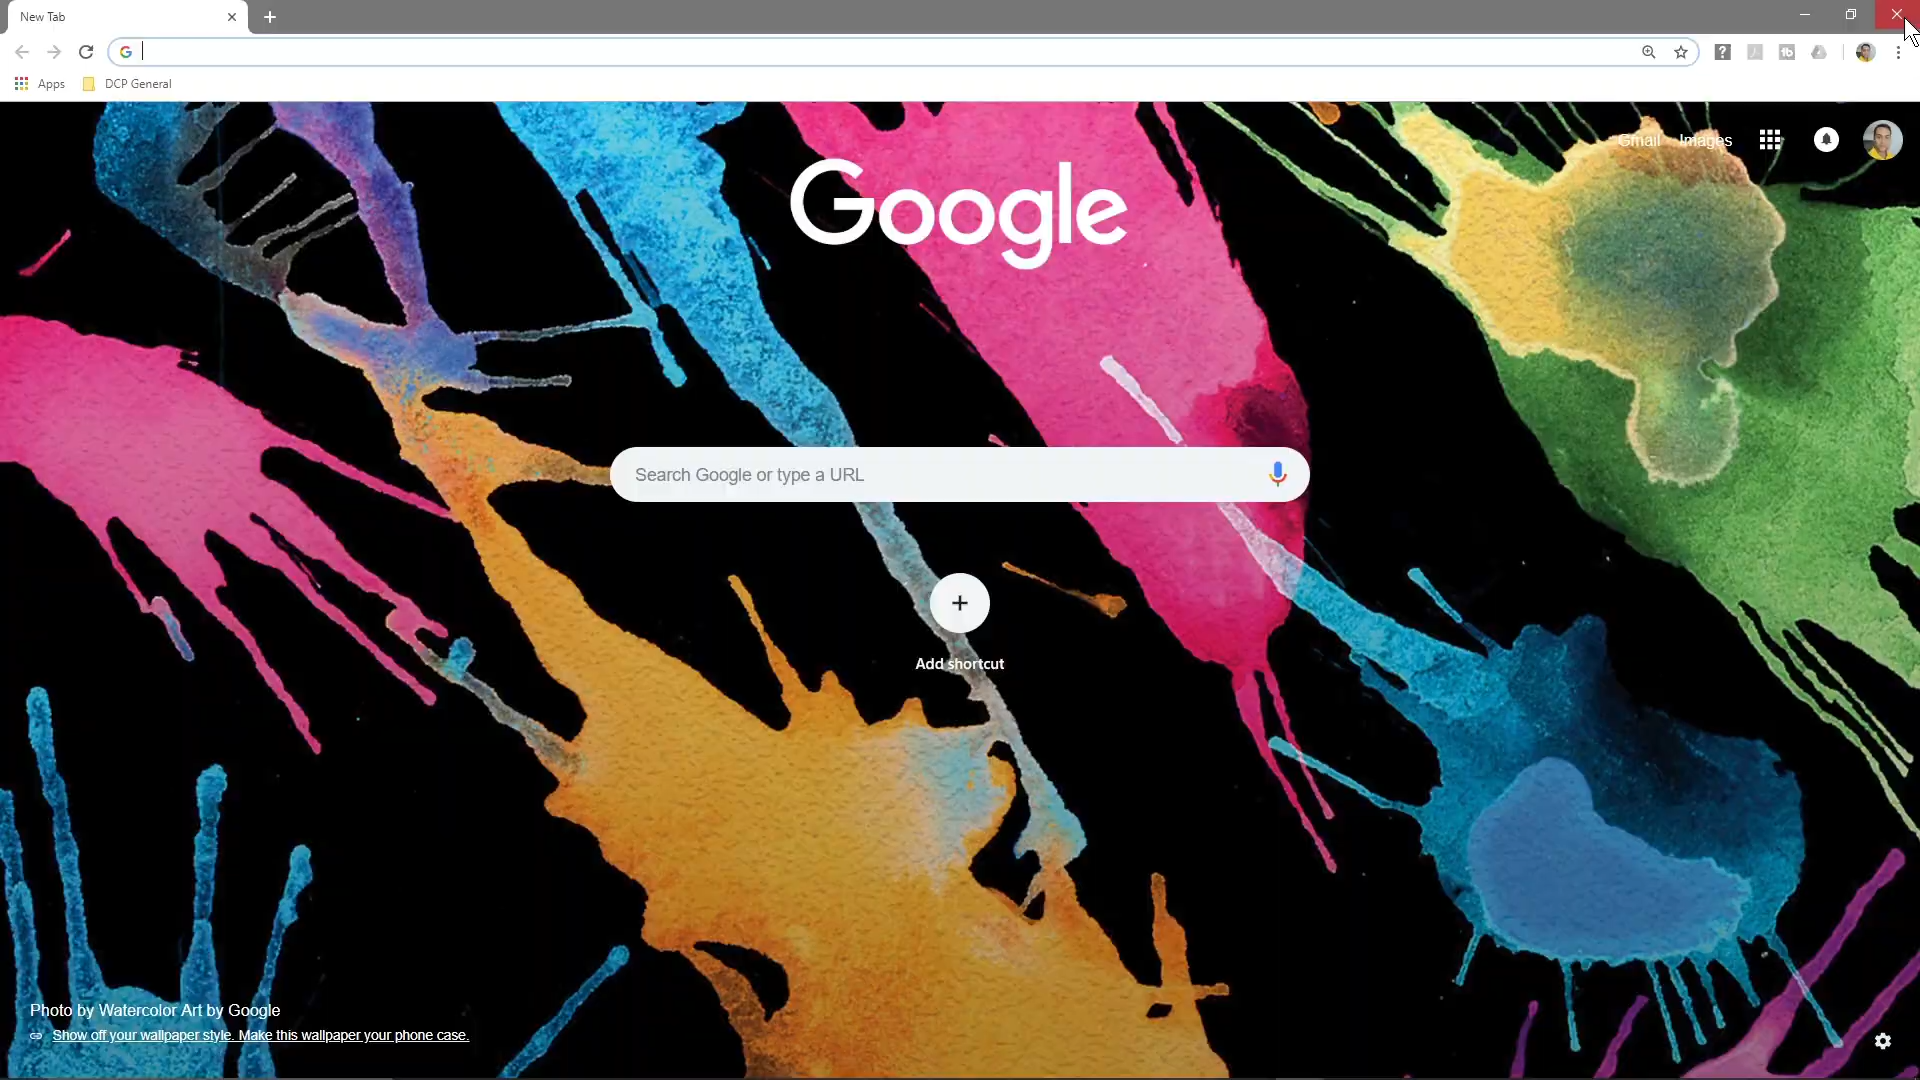 New Tab
Apps
DCP General
Gmail
Images
Google
Search Google or type a URL
Add shortcut
Photo by Watercolor Art by Google
Show off your wallpaper style. Make this wallpaper your phone case.